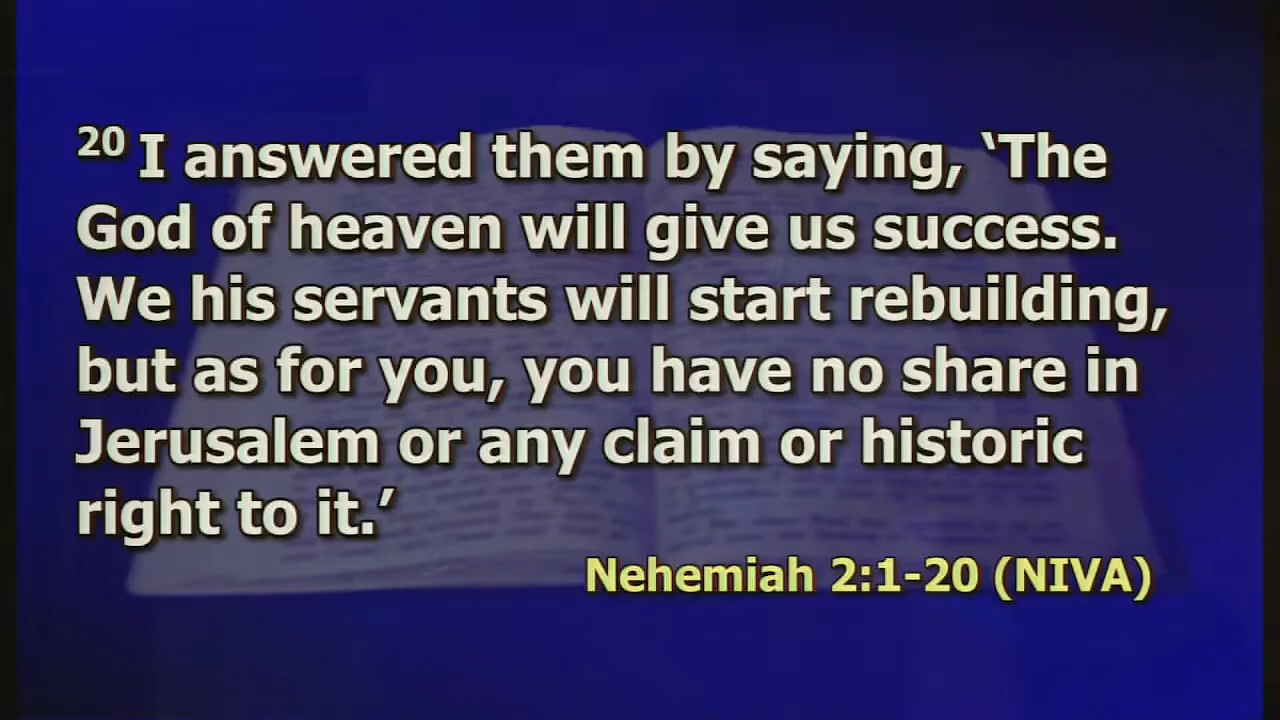 20 I answered them by saying, ‘The
God of heaven will give us success.
We his servants will start rebuilding,
but as for you, you have no share in
Jerusalem or any claim or historic
right to it.’
Nehemiah 2:1-20 (NIVA)